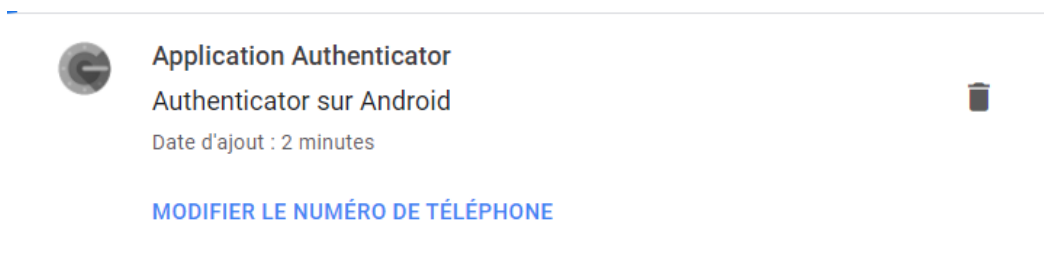 Application Authenticator
Authenticator sur Android
Date d'ajout : 2 minutes
MODIFIER LE NUMÉRO DE TÉLÉPHONE